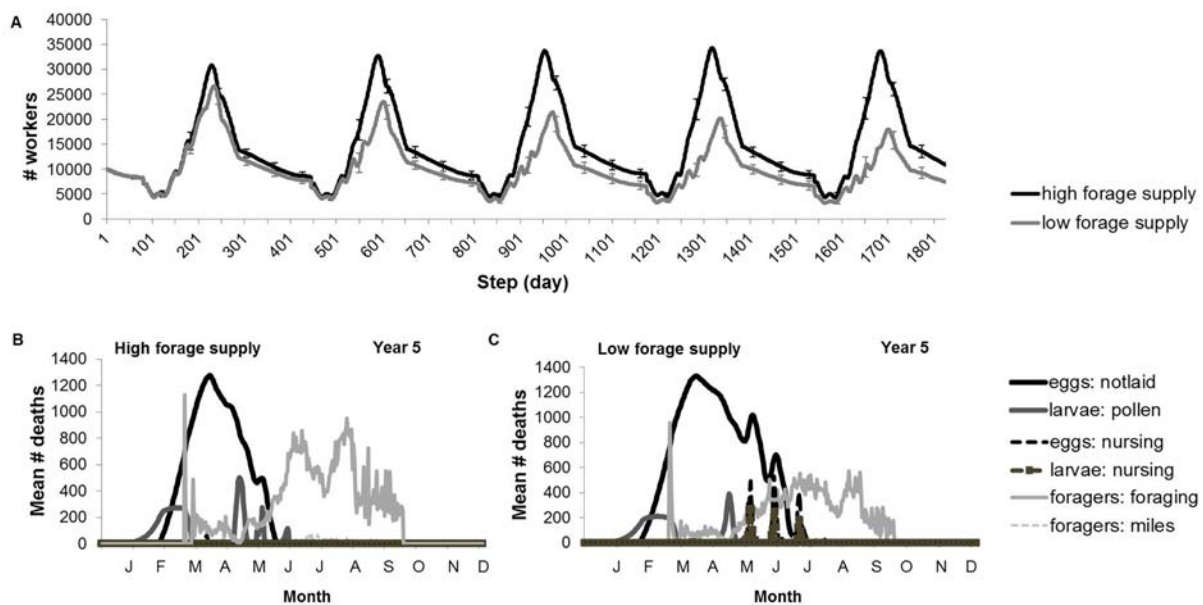 A
40000
35000
30000
25000
20000
15000
10000
5000
0
# workers
1
101
201
301
401
501
601
701
801
901
1001
1101
1201
1301
1401
1501
1601
1701
1801
Step (day)
high forage supply
low forage supply
B
High forage supply
Year 5
1400
1200
1000
800
600
400
200
0
Mean # deaths
J F M A M J J A S O N D
Month
C
Low forage supply
Year 5
1400
1200
1000
800
600
400
200
0
Mean # deaths
J F M A M J J A S O N D
Month
eggs: notlaid
larvae: pollen
eggs: nursing
larvae: nursing
foragers: foraging
foragers: miles